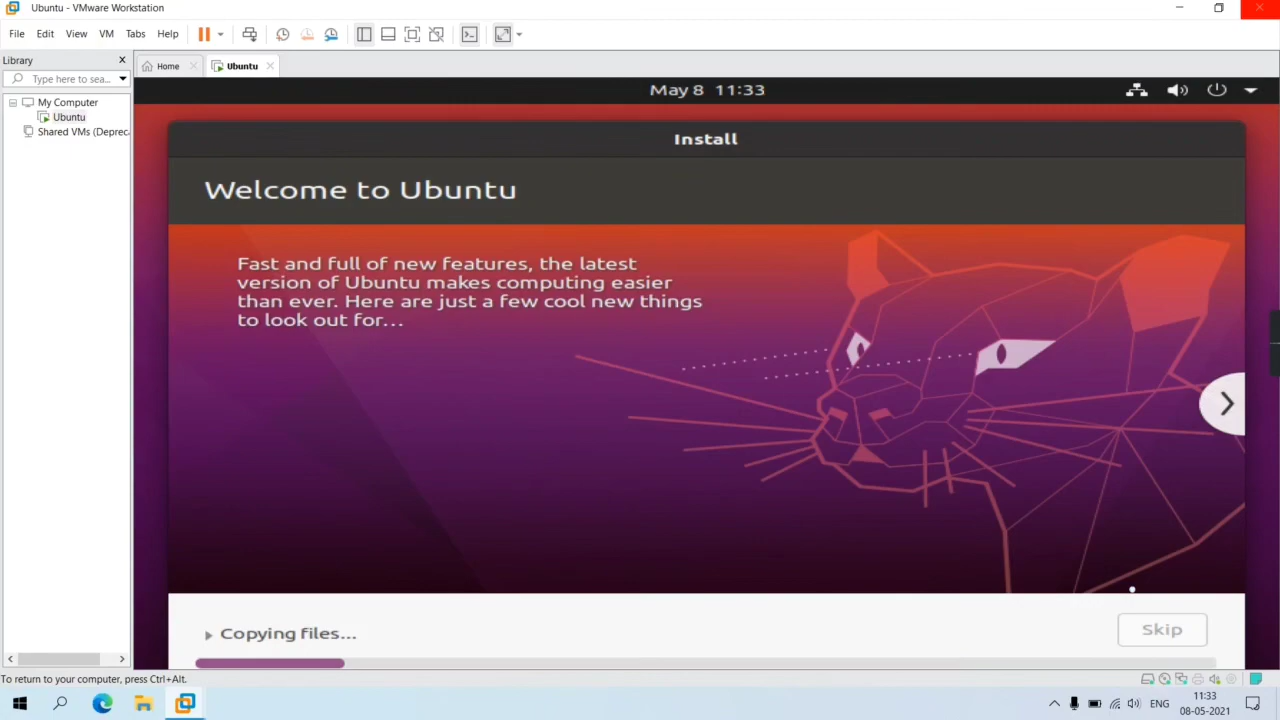 Ubuntu - VMware Workstation
File Edit View VM Tabs Help
Library
Home
Ubuntu
Type here to sea...
My Computer
Ubuntu
Shared VMs (Deprec
May 8 11:33
Install
Welcome to Ubuntu
Fast and full of new features, the latest
version of Ubuntu makes computing easier
than ever. Here are just a few cool new things
to look out for...
Copying files...
Skip
To return to your computer, press Ctrl+Alt.
ENG
11:33
08-05-2021